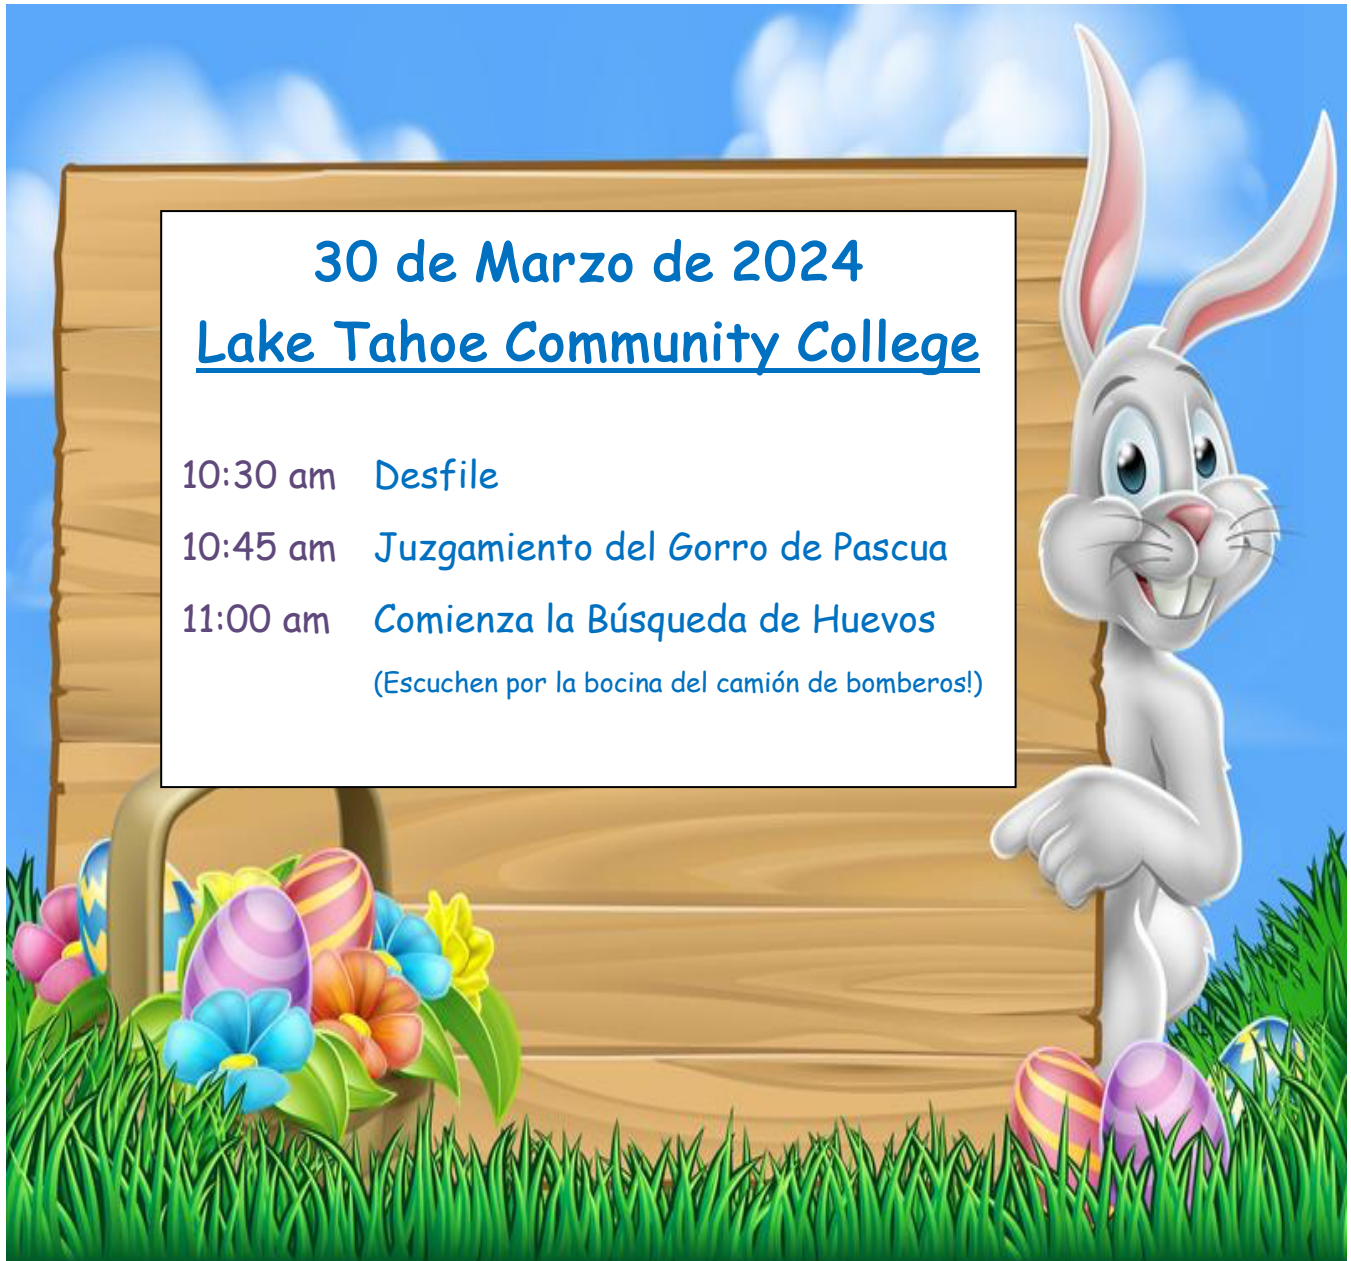 30 de Marzo de 2024
Lake Tahoe Community College
10:30 am Desfile
10:45 am Juzgamiento del Gorro de Pascua
11:00 am Comienza la Búsqueda de Huevos
(Escuchen por la bocina del camión de bomberos!)